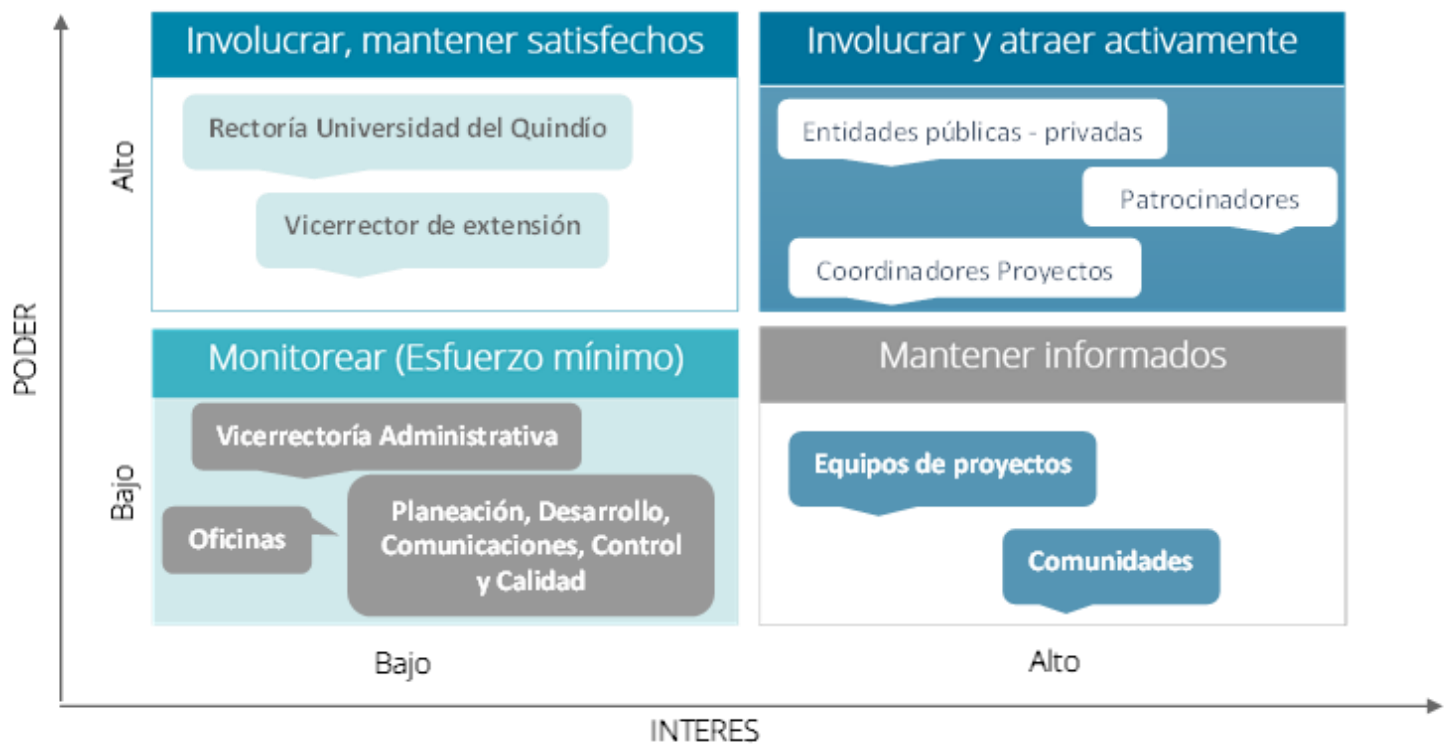 Involucrar, mantener satisfechos
Involucrar y atraer activamente
Alto
Rectoría Universidad del Quindío
Vicerrector de extensión
Entidades públicas - privadas
Patrocinadores
Coordinadores Proyectos
PODER
Monitorear (Esfuerzo mínimo)
Mantener informados
Bajo
Vicerrectoría Administrativa
Oficinas
Planeación, Desarrollo,
Comunicaciones, Control
y Calidad
Equipos de proyectos
Comunidades
Bajo
Alto
INTERES